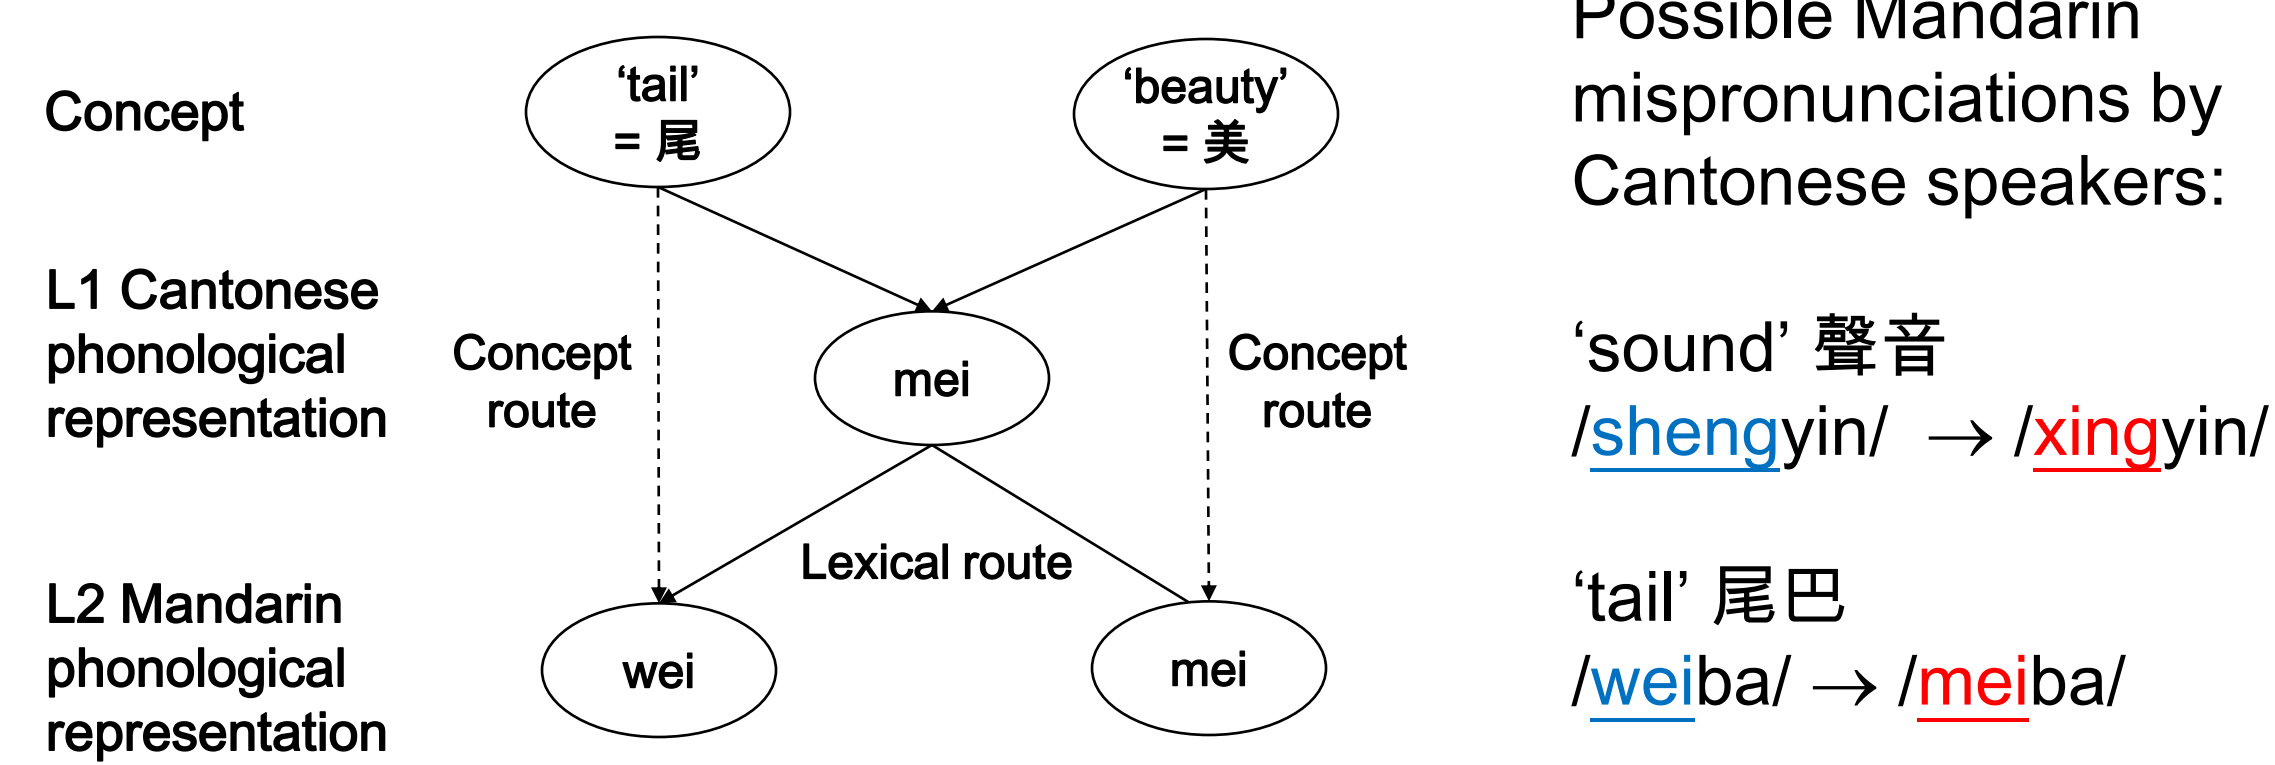 Concept
‘tail’
= 尾
‘beauty’
= 美
L1 Cantonese
phonological
representation
Concept
route
mei
Concept
route
Lexical route
L2 Mandarin
phonological
representation
wei
mei
Possible Mandarin
mispronunciations by
Cantonese speakers:
‘sound’ 聲音
/shengyin/ → /xingyin/
‘tail’ 尾巴
/weiba/ → /meiba/